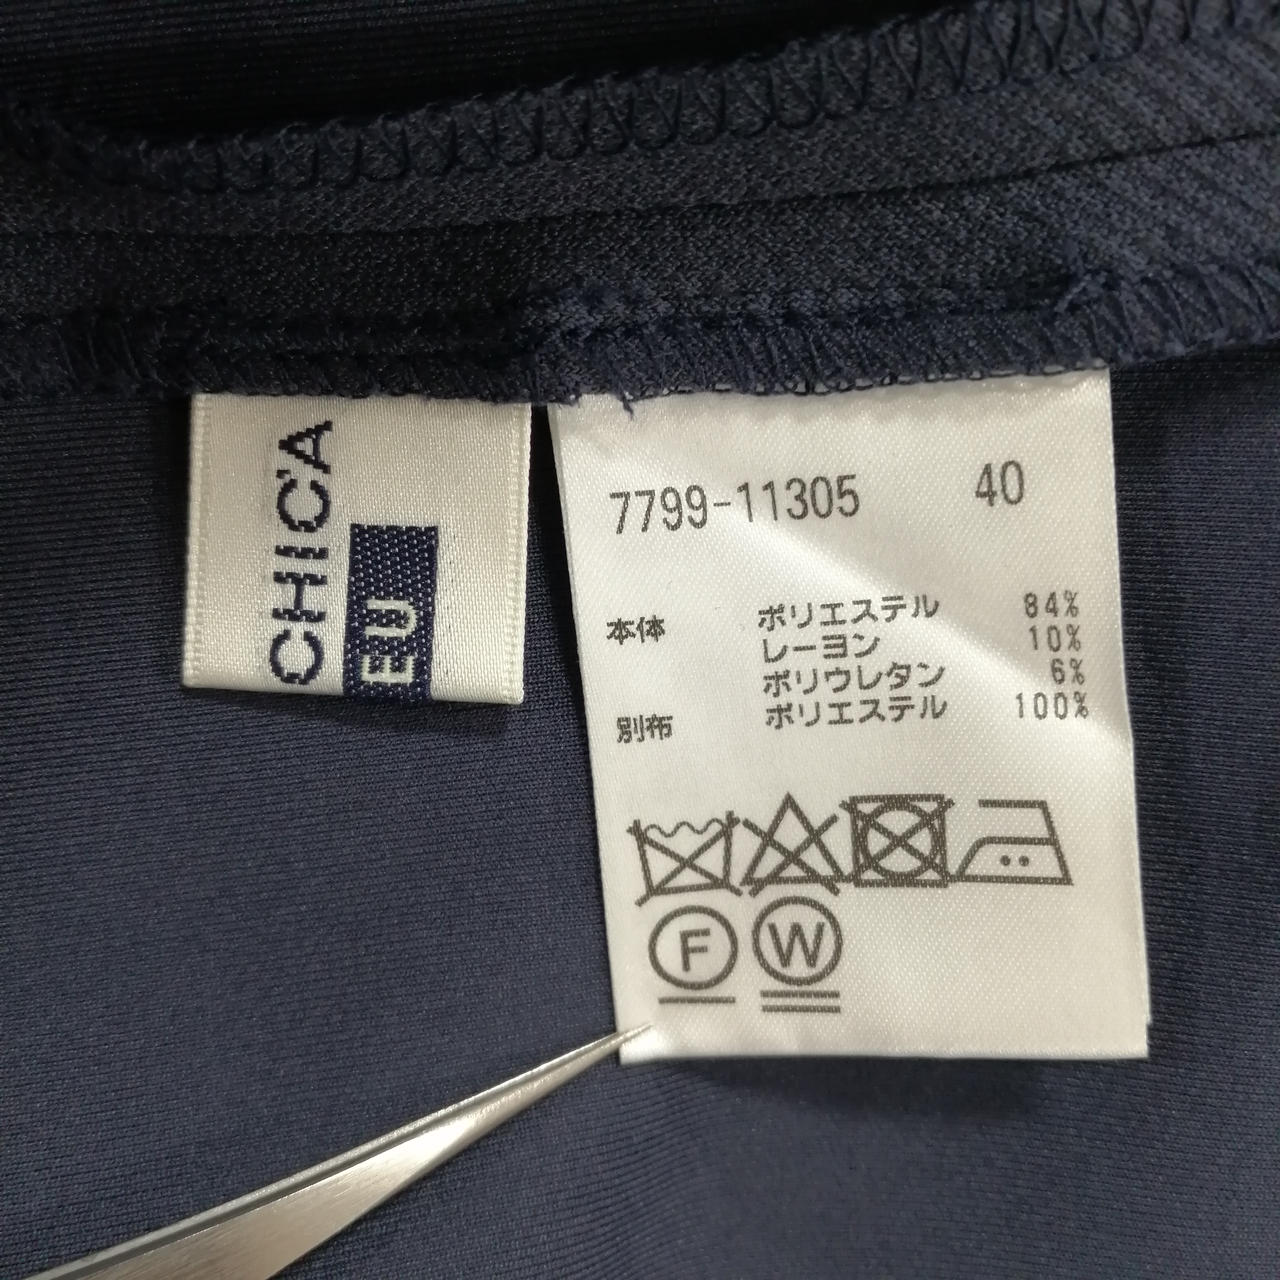 CHIC'A
EU
7799-11305 40
本体 ポリエステル 84%
レーヨン 10%
ポリウレタン 6%
別布 ポリエステル 100%
F W